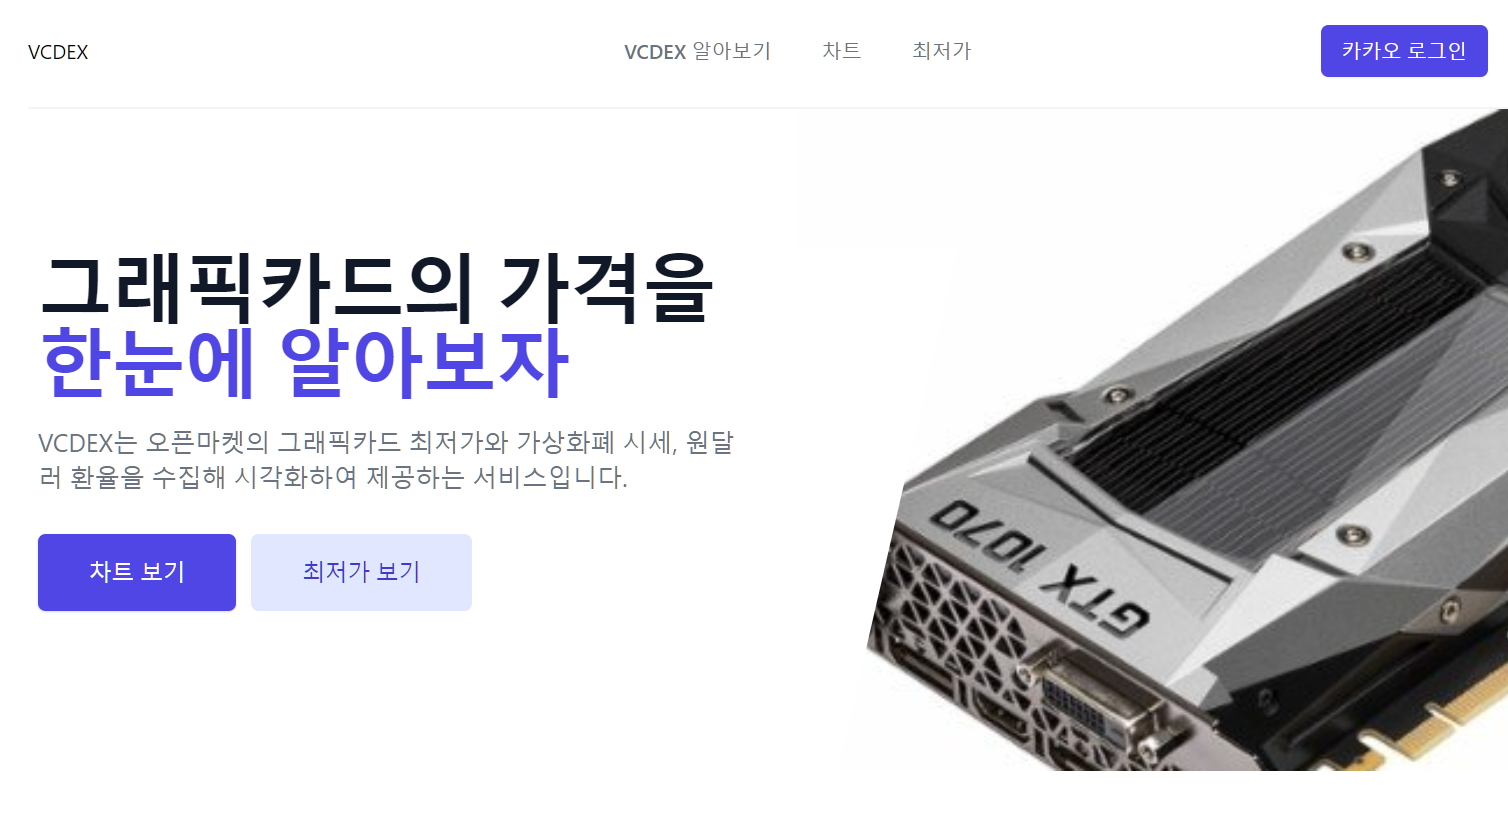 VCDEX
VCDEX 알아보기
차트
최저가
카카오 로그인
그래픽카드의 가격을
한눈에 알아보자
VCDEX는 오픈마켓의 그래픽카드 최저가와 가상화폐 시세, 원달
러 환율을 수집해 시각화하여 제공하는 서비스입니다.
차트 보기
최저가 보기
GTX 1070